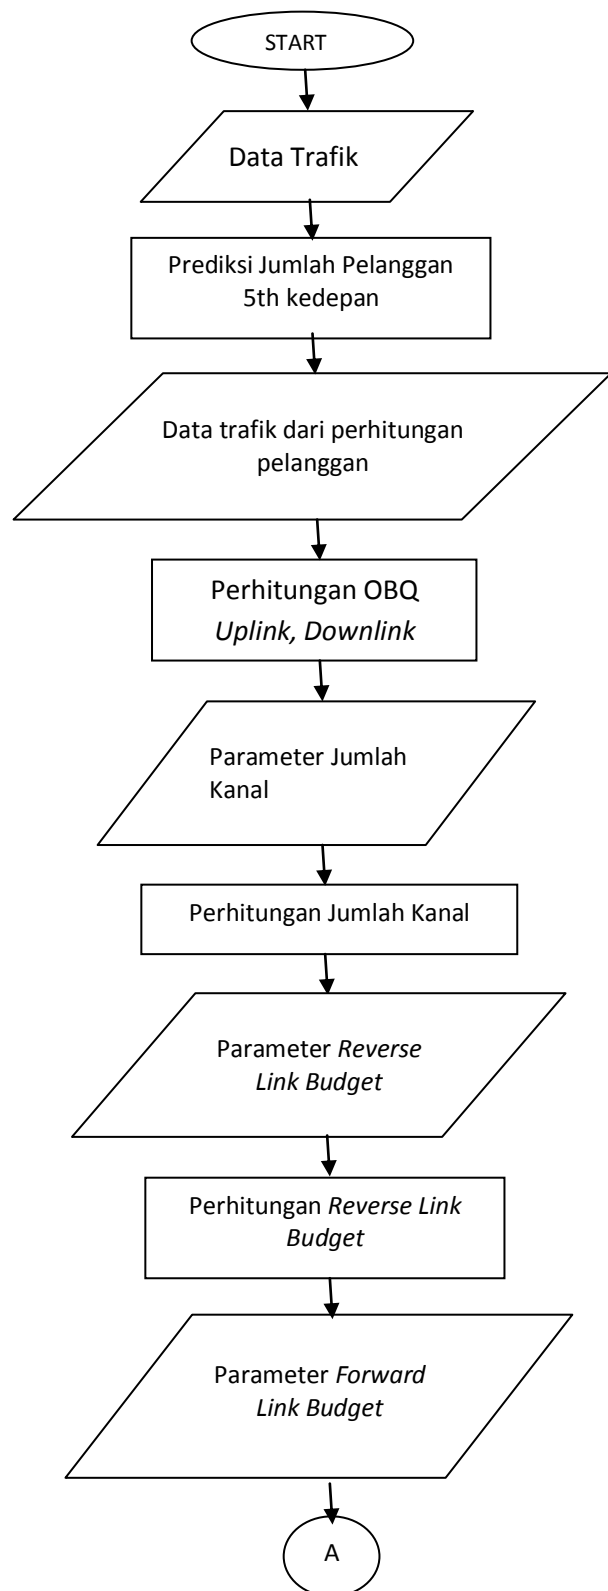 START
Data Trafik
Prediksi Jumlah Pelanggan
5th kedepan
Data trafik dari perhitungan
pelanggan
Perhitungan OBQ
Uplink, Downlink
Parameter Jumlah
Kanal
Perhitungan Jumlah Kanal
Parameter Reverse
Link Budget
Perhitungan Reverse Link
Budget
Parameter Forward
Link Budget
A